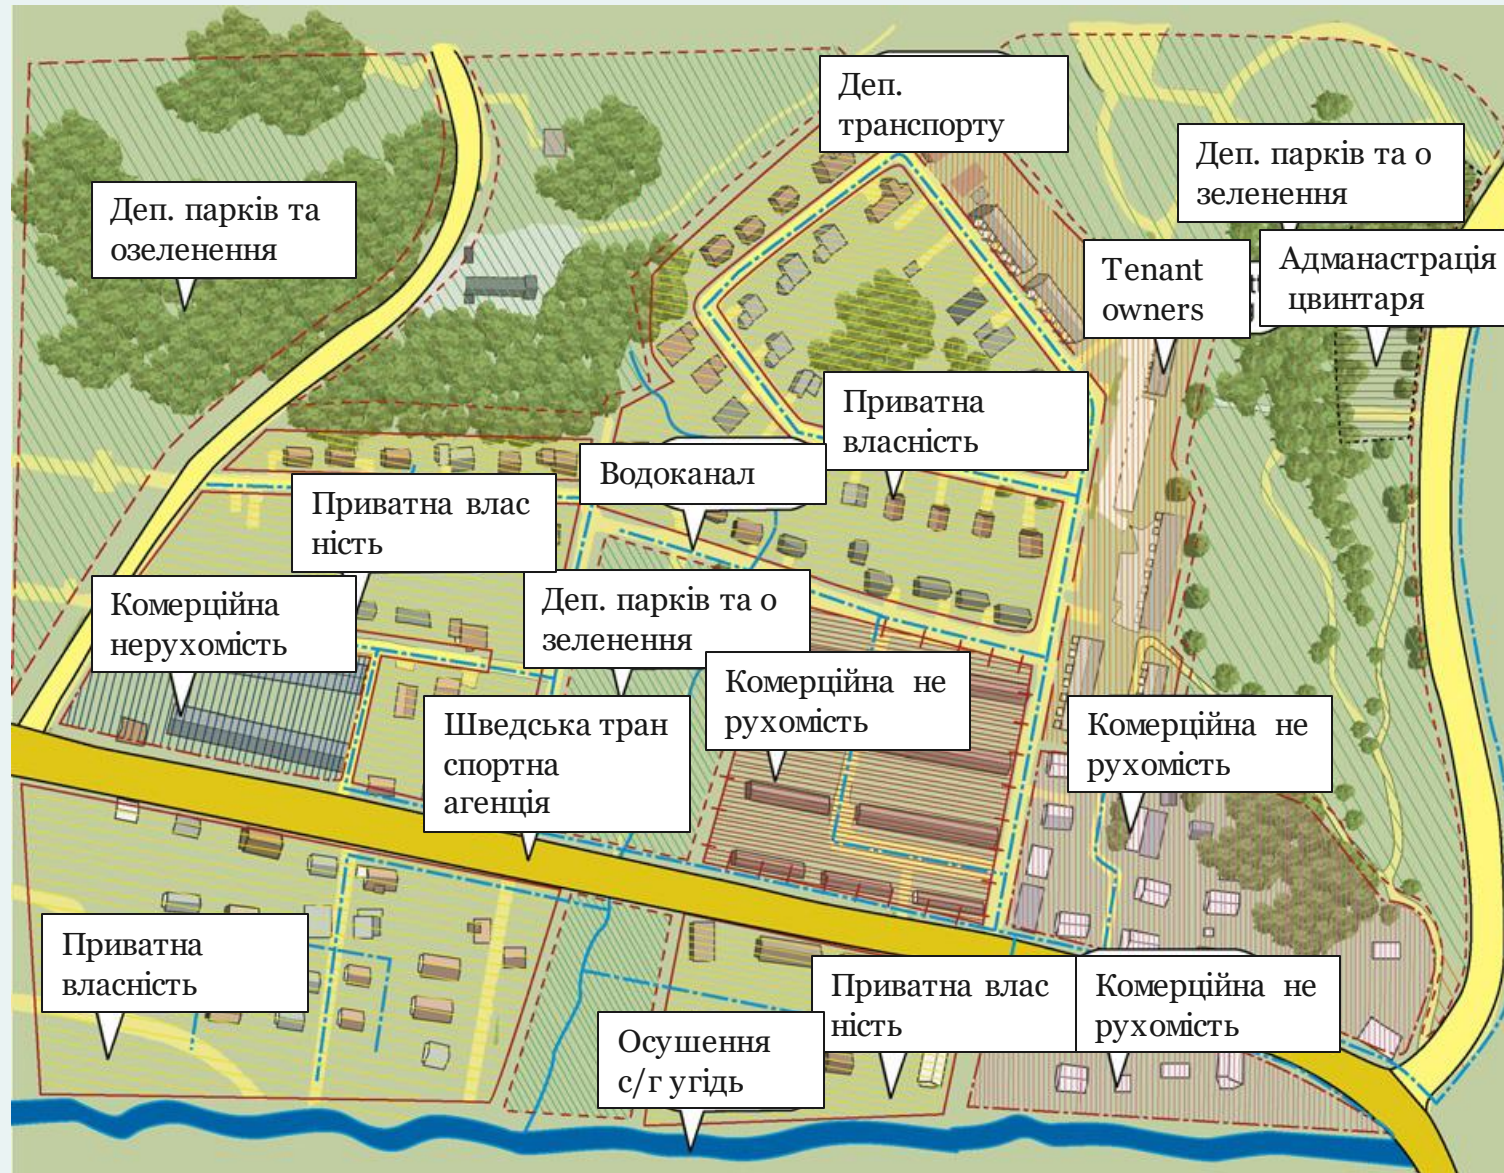 Деп.
транспорту
Деп. парків та о
зеленення
Деп. парків та
озеленення
Tenant
owners
Адманастрація
цвинтаря
Приватна
власність
Водоканал
Приватна влас
ність
Комерційна
нерухомість
Деп. парків та о
зеленення
Комерційна не
рухомість
Шведська тран
спортна
агенція
Комерційна не
рухомість
Приватна
власність
Приватна влас
ність
Комерційна не
рухомість
Осушення
с/г угідь